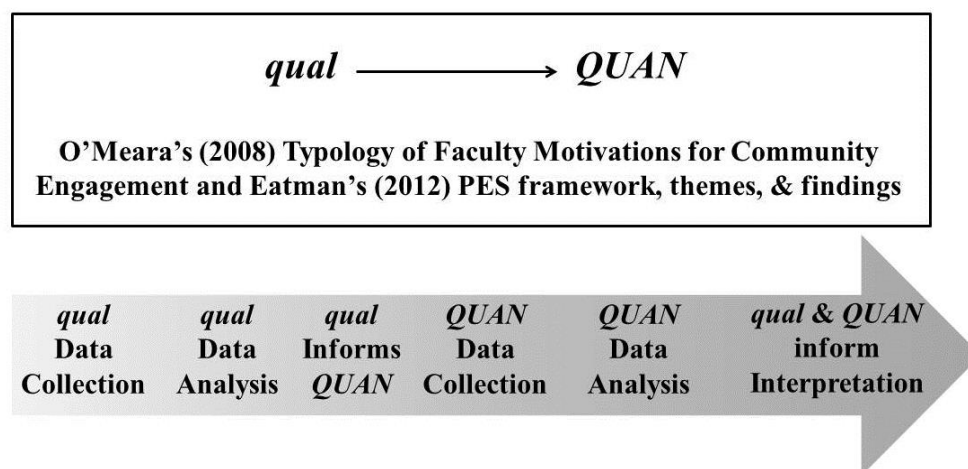 qual → QUAN
O’Meara’s (2008) Typology of Faculty Motivations for Community
Engagement and Eatman’s (2012) PES framework, themes, & findings
qual
Data
Collection
qual
Data
Analysis
qual
Informs
QUAN
QUAN
Data
Collection
QUAN
Data
Analysis
qual & QUAN
inform
Interpretation